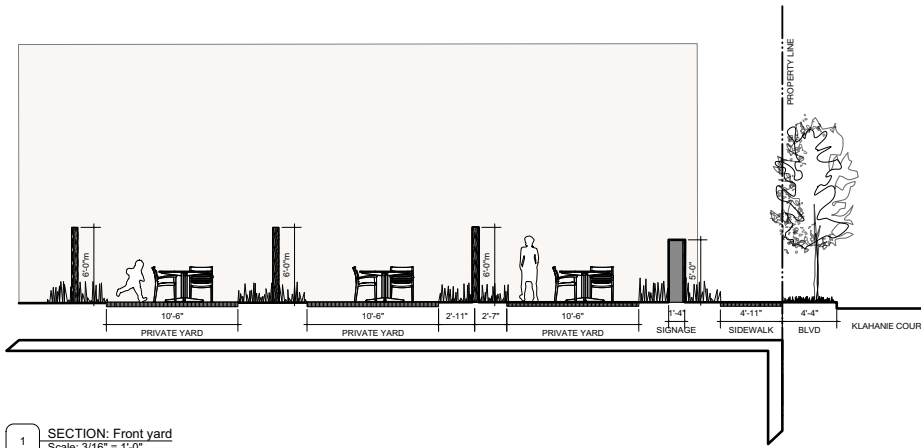 PROPERTY LINE
6'-0"m
6'-0"m
6'-0"m
5'-0"
10'-6"
10'-6"
2'-11"
2'-7"
10'-6"
1'-4"
4'-11"
4'-4"
PRIVATE YARD
PRIVATE YARD
PRIVATE YARD
SIGNAGE
SIDEWALK
BLVD
KLAHANIE COUR
1
SECTION: Front yard
Scale: 3/16" = 1'-0"